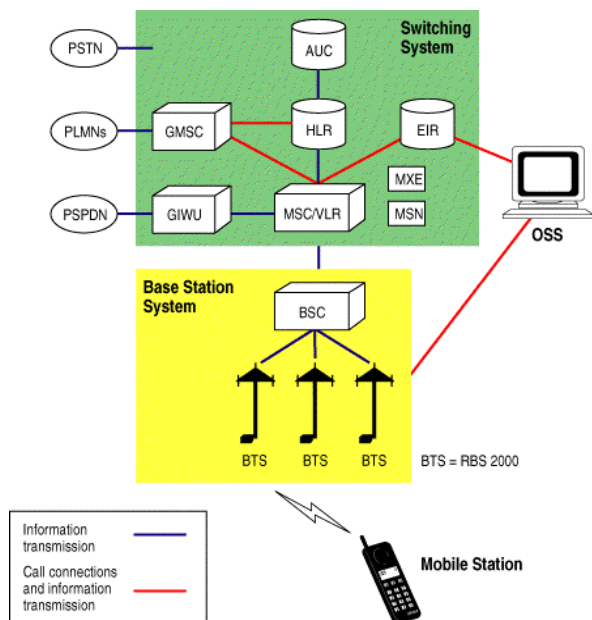 Switching
System
PSTN
AUC
PLMNs
GMSC
HLR
EIR
MXE
PSPDN
GIWU
MSC/VLR
MSN
OSS
Base Station
System
BSC
BTS
BTS
BTS
BTS = RBS 2000
Information
transmission
Call connections
and information
transmission
Mobile Station